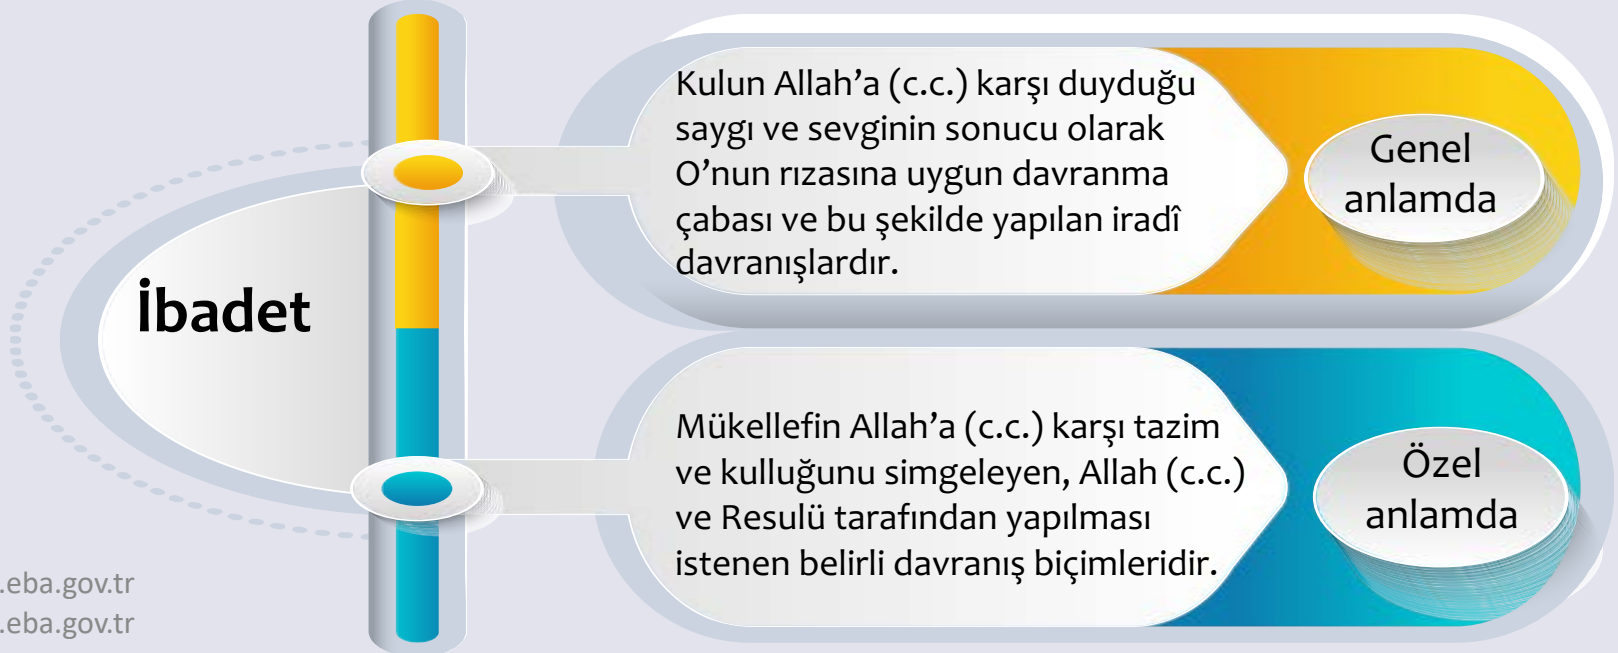 Kulun Allah’a (c.c.) karşı duyduğu
saygı ve sevginin sonucu olarak
O’nun rızasına uygun davranma
çabası ve bu şekilde yapılan iradî
davranışlardır.
Genel
anlamda
İbadet
Mükellefin Allah’a (c.c.) karşı tazim
ve kulluğunu simgeleyen, Allah (c.c.)
ve Resulü tarafından yapılması
istenen belirli davranış biçimleridir.
Özel
anlamda
.eba.gov.tr
.eba.gov.tr